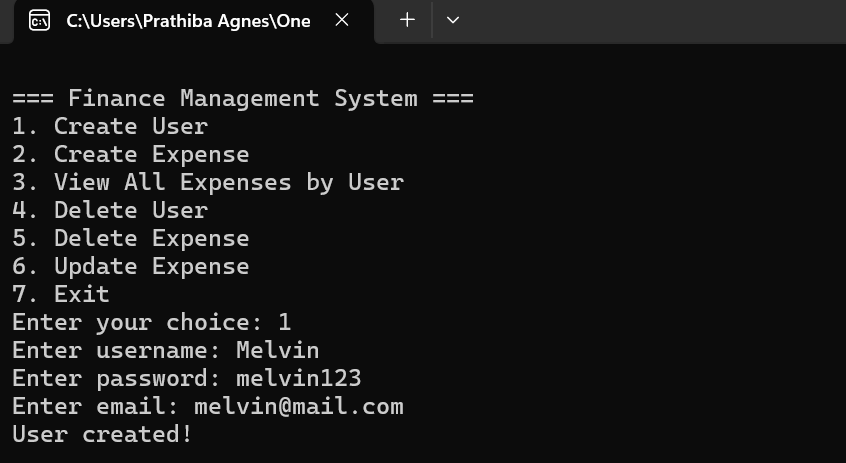 C:\Users\Prathiba Agnes\One
=== Finance Management System ===
1. Create User
2. Create Expense
3. View All Expenses by User
4. Delete User
5. Delete Expense
6. Update Expense
7. Exit
Enter your choice: 1
Enter username: Melvin
Enter password: melvin123
Enter email: melvin@mail.com
User created!